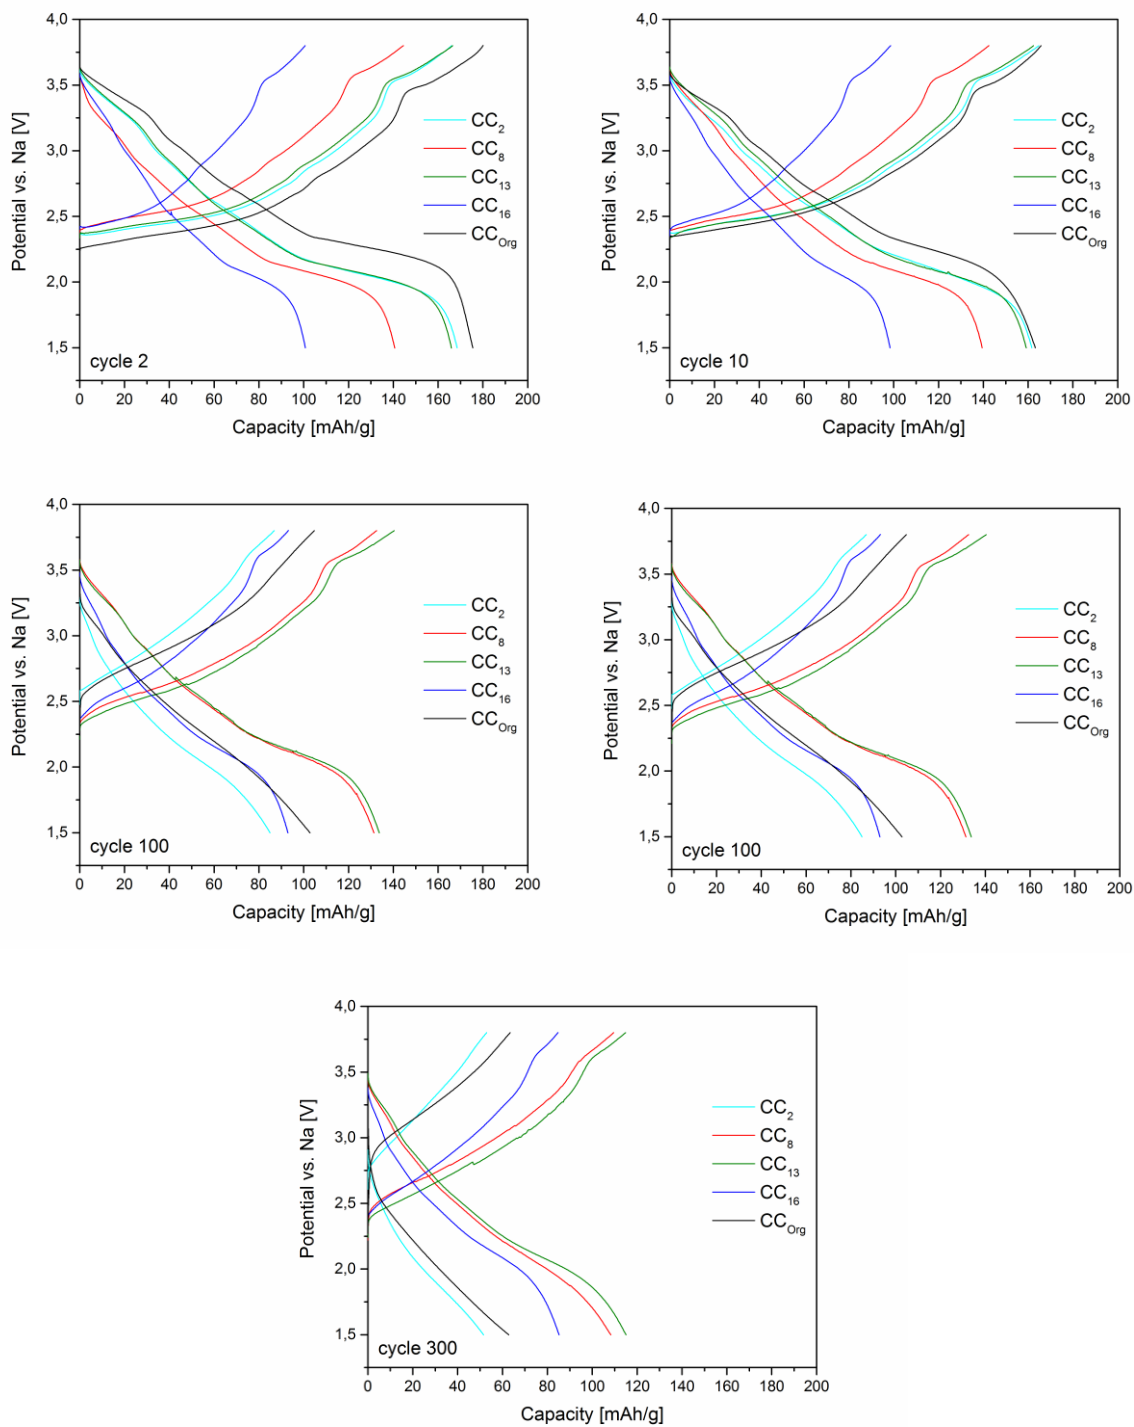 4,0
3,5
3,0
2,5
2,0
1,5
Potential vs. Na [V]
CC2
CC8
CC13
CC16
CCOrg
cycle 2
0 20 40 60 80 100 120 140 160 180 200
Capacity [mAh/g]
4,0
3,5
3,0
2,5
2,0
1,5
Potential vs. Na [V]
CC2
CC8
CC13
CC16
CCOrg
cycle 10
0 20 40 60 80 100 120 140 160 180 200
Capacity [mAh/g]
4,0
3,5
3,0
2,5
2,0
1,5
Potential vs. Na [V]
CC2
CC8
CC13
CC16
CCOrg
cycle 100
0 20 40 60 80 100 120 140 160 180 200
Capacity [mAh/g]
4,0
3,5
3,0
2,5
2,0
1,5
Potential vs. Na [V]
CC2
CC8
CC13
CC16
CCOrg
cycle 100
0 20 40 60 80 100 120 140 160 180 200
Capacity [mAh/g]
4,0
3,5
3,0
2,5
2,0
1,5
Potential vs. Na [V]
CC2
CC8
CC13
CC16
CCOrg
cycle 300
0 20 40 60 80 100 120 140 160 180 200
Capacity [mAh/g]